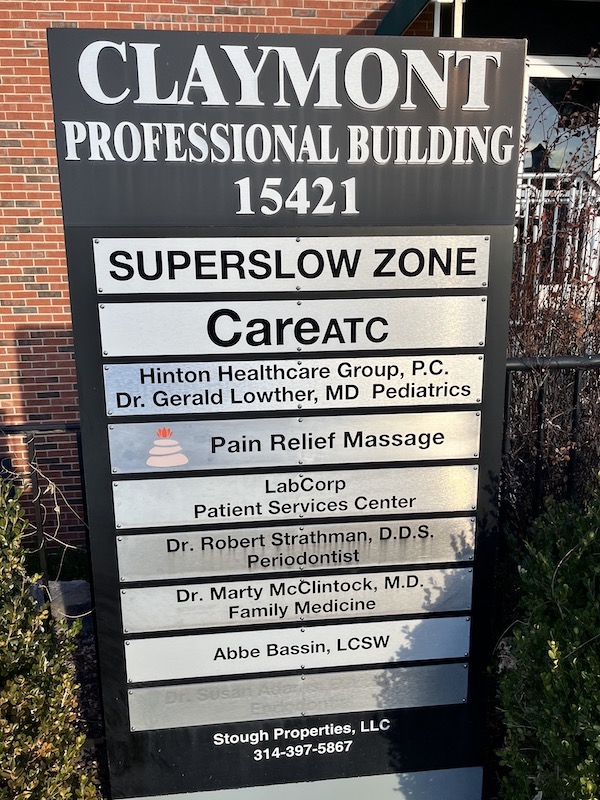 CLAYMONT
PROFESSIONAL BUILDING
15421
SUPERSLOW ZONE
CareATC
Hinton Healthcare Group, P.C.
Dr. Gerald Lowther, MD Pediatrics
Pain Relief Massage
LabCorp
Patient Services Center
Dr. Robert Strathman, D.D.S.
Periodontist
Dr. Marty McClintock, M.D.
Family Medicine
Abbe Bassin, LCSW
Dr. Susan
Stough Properties, LLC
314-397-5867